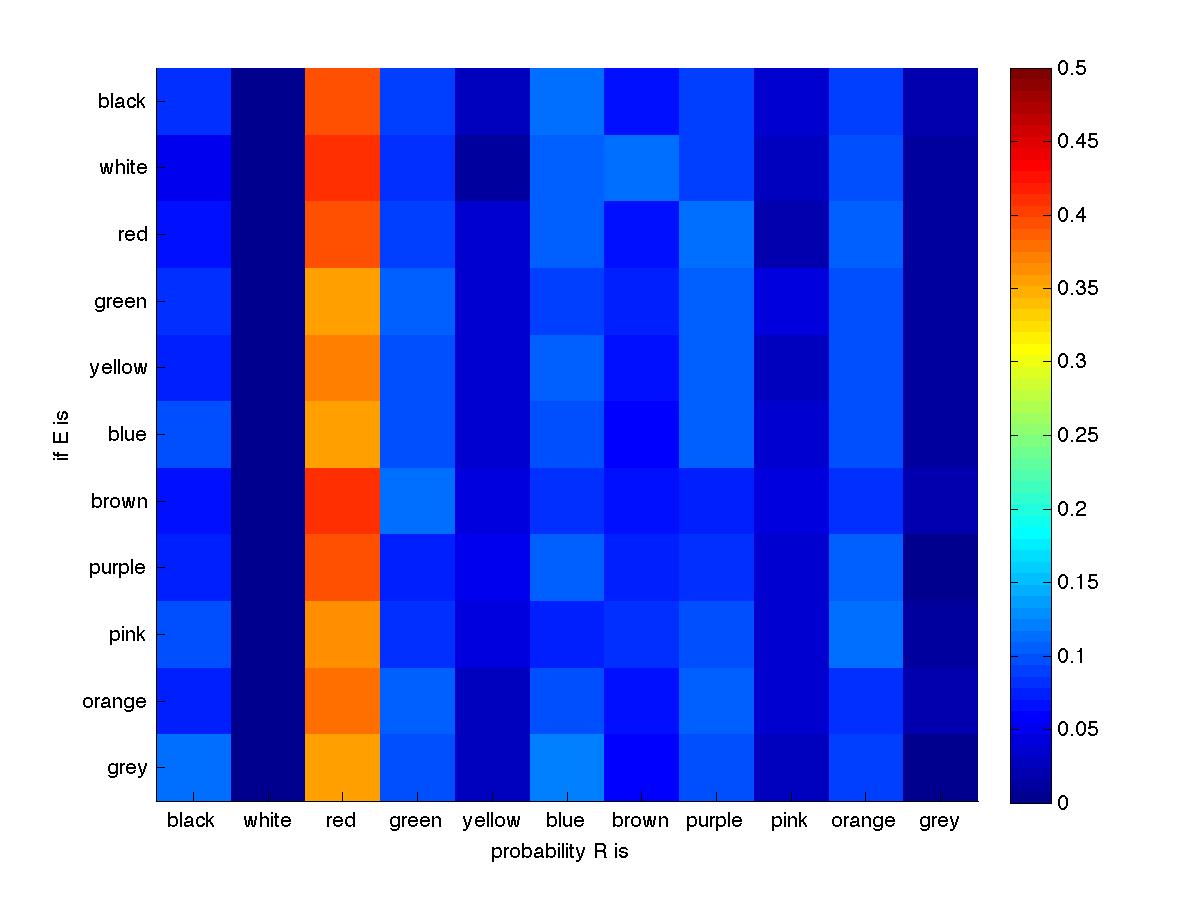 black
white
red
green
yellow
blue
brown
purple
pink
orange
grey
if E is
black white red green yellow blue brown purple pink orange grey
probability R is
0.5
0.45
0.4
0.35
0.3
0.25
0.2
0.15
0.1
0.05
0